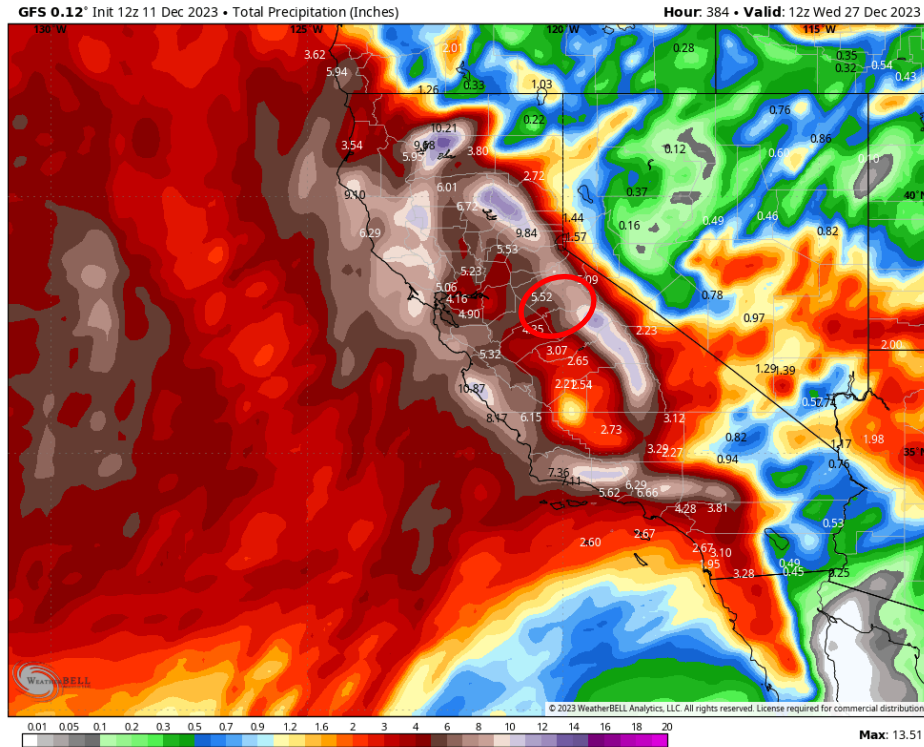 GFS 0.12° Init 12z 11 Dec 2023 • Total Precipitation (Inches) Hour: 384 • Valid: 12z Wed 27 Dec 2023
130°W 125°W 120°W 115°W
3.62 2.01 0.28 0.35
5.94 0.33 1.03 0.32 0.54 0.43
1.26
0.22 0.76
10.21
3.54 9.68 3.80 0.86
5.95 0.12
2.72
9.10 6.01 0.37 40°N
6.72 1.44 0.49 0.46
6.29 9.84 1.57 0.16 0.82
5.53
5.23
5.06 5.52 0.78
4.16
4.90 0.97
4.35 2.23
5.32 3.07 2.00
2.65
1.29 1.39
10.87 2.54
8.17 6.15 3.12
2.73 0.82 1.17 1.98
3.29 2.27 0.94 35°N
7.36 0.76
7.11 6.29
5.62 6.66
4.28 3.81
0.53
2.60 2.67
2.67 3.10
1.95 0.49
3.28 0.45 0.25
WeatherBELL
© 2023 WeatherBELL Analytics, LLC. All rights reserved. License required for commercial distribution
0.01 0.05 0.1 0.2 0.3 0.5 0.7 0.9 1.2 1.6 2 3 4 6 8 10 12 14 16 18 20
Max: 13.5